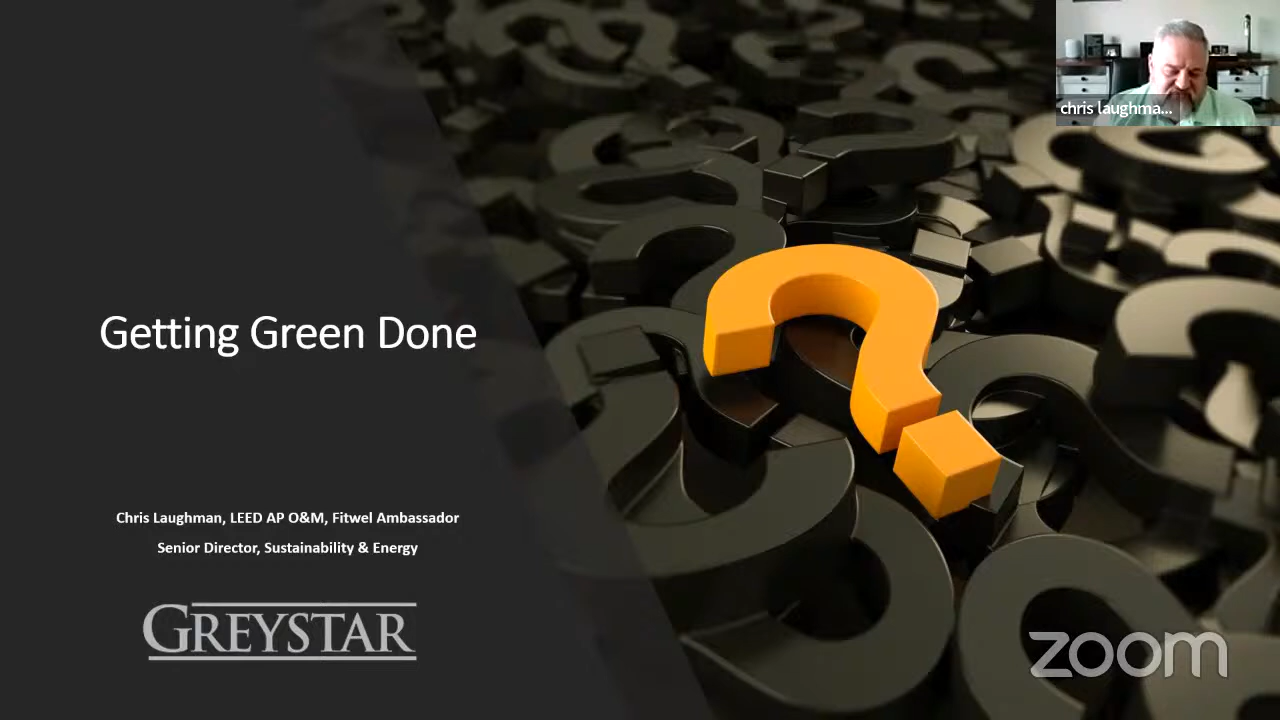 chris laughma...
Getting Green Done
Chris Laughman, LEED AP O&M, Fitwel Ambassador
Senior Director, Sustainability & Energy
GREYSTAR
zoom